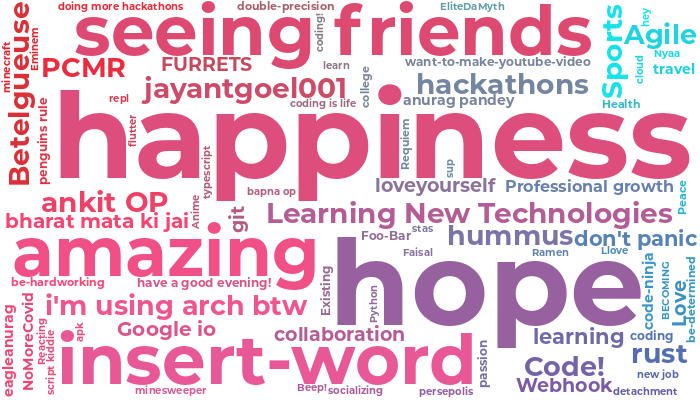 doing more hackathons
double-precision
EliteDaMyth
seeing friends
coding!
Sports
hey
Agile
minecraft
Eminem
Betelgueuse
PCMR
FURRETS
learn
want-to-make-youtube-video
cloud
Nyaa
travel
jayantgoel001
college
hackathons
repl
coding is life
anurag pandey
Health
penguins rule
flutter
happiness
Requiem
sup
typescript
bapna op
loveyourself
Professional growth
Peace
ankit OP
Anime
git
Learning New Technologies
bharat mata ki jai
Foo-Bar
stas
hummus
don't panic
amazing
Faisal
Ramen
Llove
hope
code-ninja
BECOMING
Love
be-determined
be-hardworking
have a good evening!
Existing
Python
eagleanurag
NoMoreCovid
i'm using arch btw
Reacting
script kiddie
apk
Google io
collaboration
learning
coding
insert-word
passion
rust
Code!
new job
minesweeper
Beep!
socializing
persepolis
Webhook
detachment